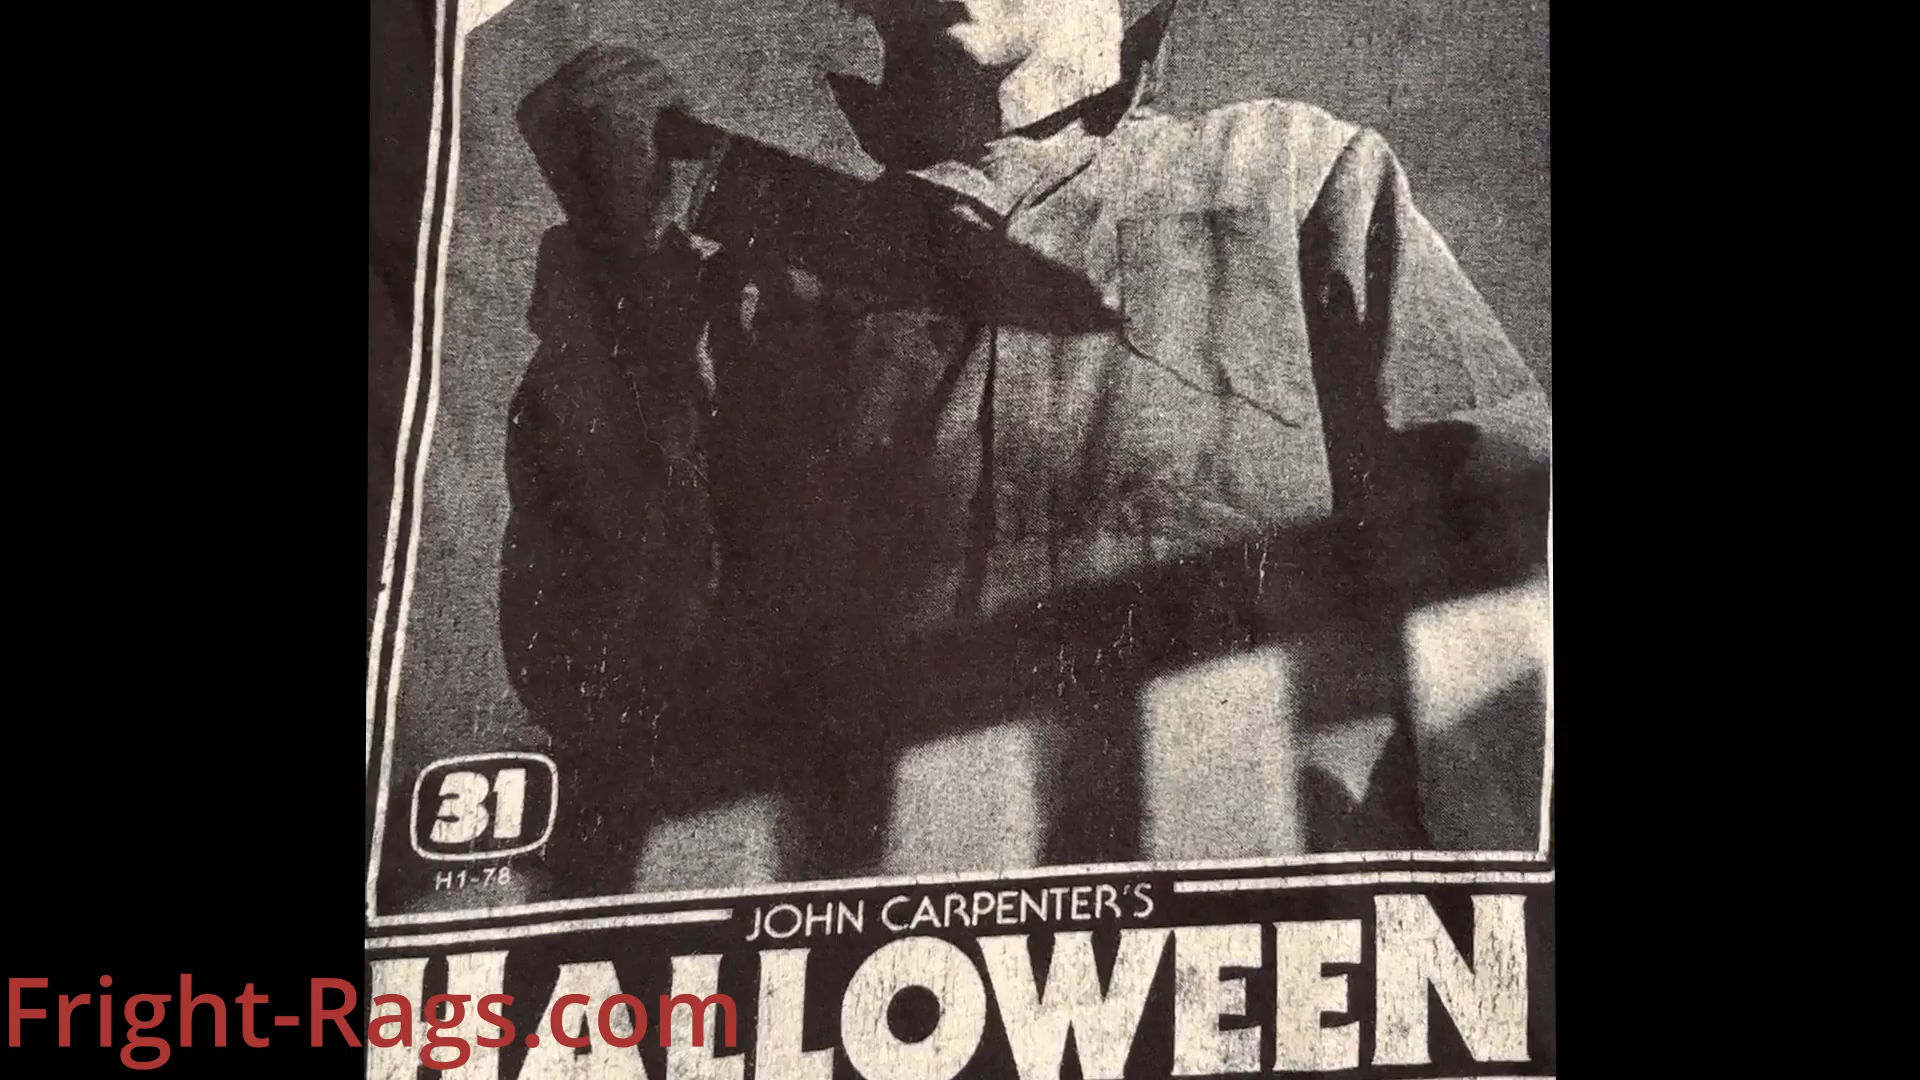 31
H1-78
JOHN CARPENTER'S
HALLOWEEN
Fright-Rags.com